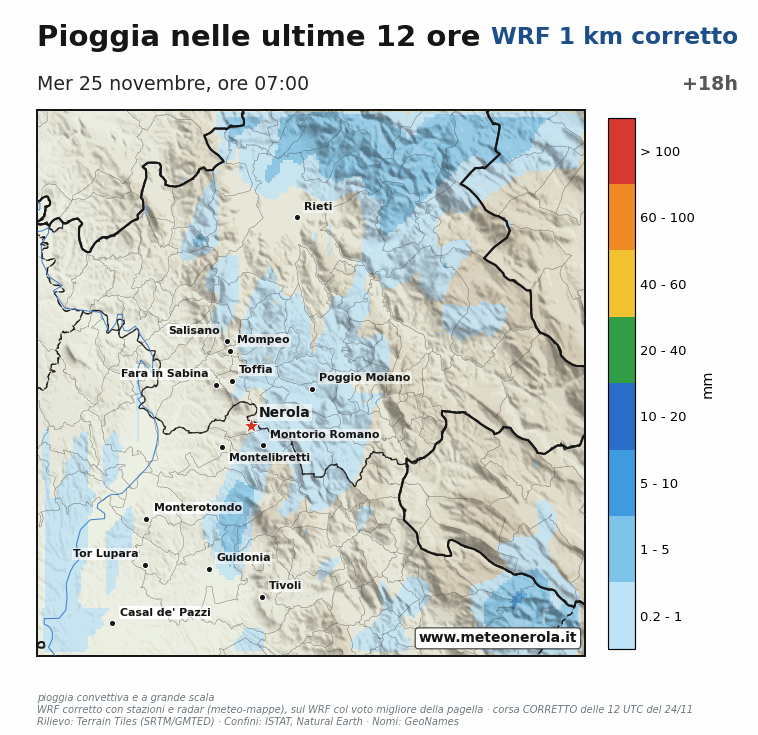 Pioggia nelle ultime 12 ore WRF 1 km corretto
Mer 25 novembre, ore 07:00 +18h
Rieti
Salisano
Mompeo
Toffia
Fara in Sabina
Poggio Moiano
Nerola
Montorio Romano
Montelibretti
Monterotondo
Tor Lupara
Guidonia
Tivoli
Casal de' Pazzi
www.meteonerola.it
> 100
60 - 100
40 - 60
20 - 40
10 - 20
5 - 10
1 - 5
0.2 - 1
mm
pioggia convettiva e a grande scala
WRF corretto con stazioni e radar (meteo-mappe), sul WRF col voto migliore della pagella · corsa CORRETTO delle 12 UTC del 24/11
Rilievo: Terrain Tiles (SRTM/GMTED) · Confini: ISTAT, Natural Earth · Nomi: GeoNames